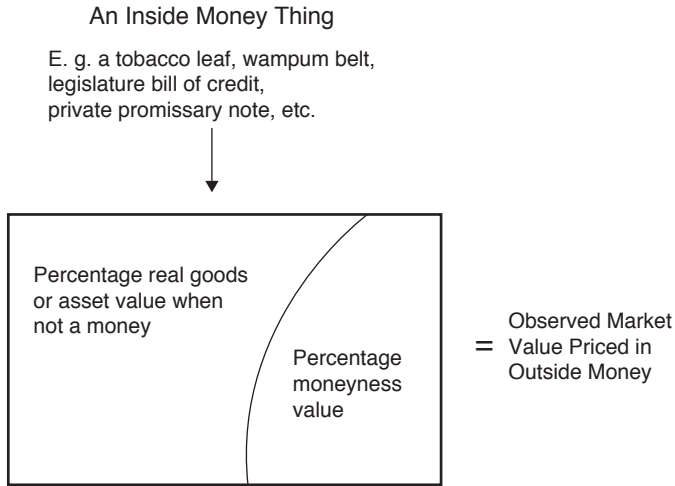 An Inside Money Thing
E. g. a tobacco leaf, wampum belt,
legislature bill of credit,
private promissary note, etc.
Percentage real goods
or asset value when
not a money
Percentage
moneyness
value
= Observed Market
Value Priced in
Outside Money